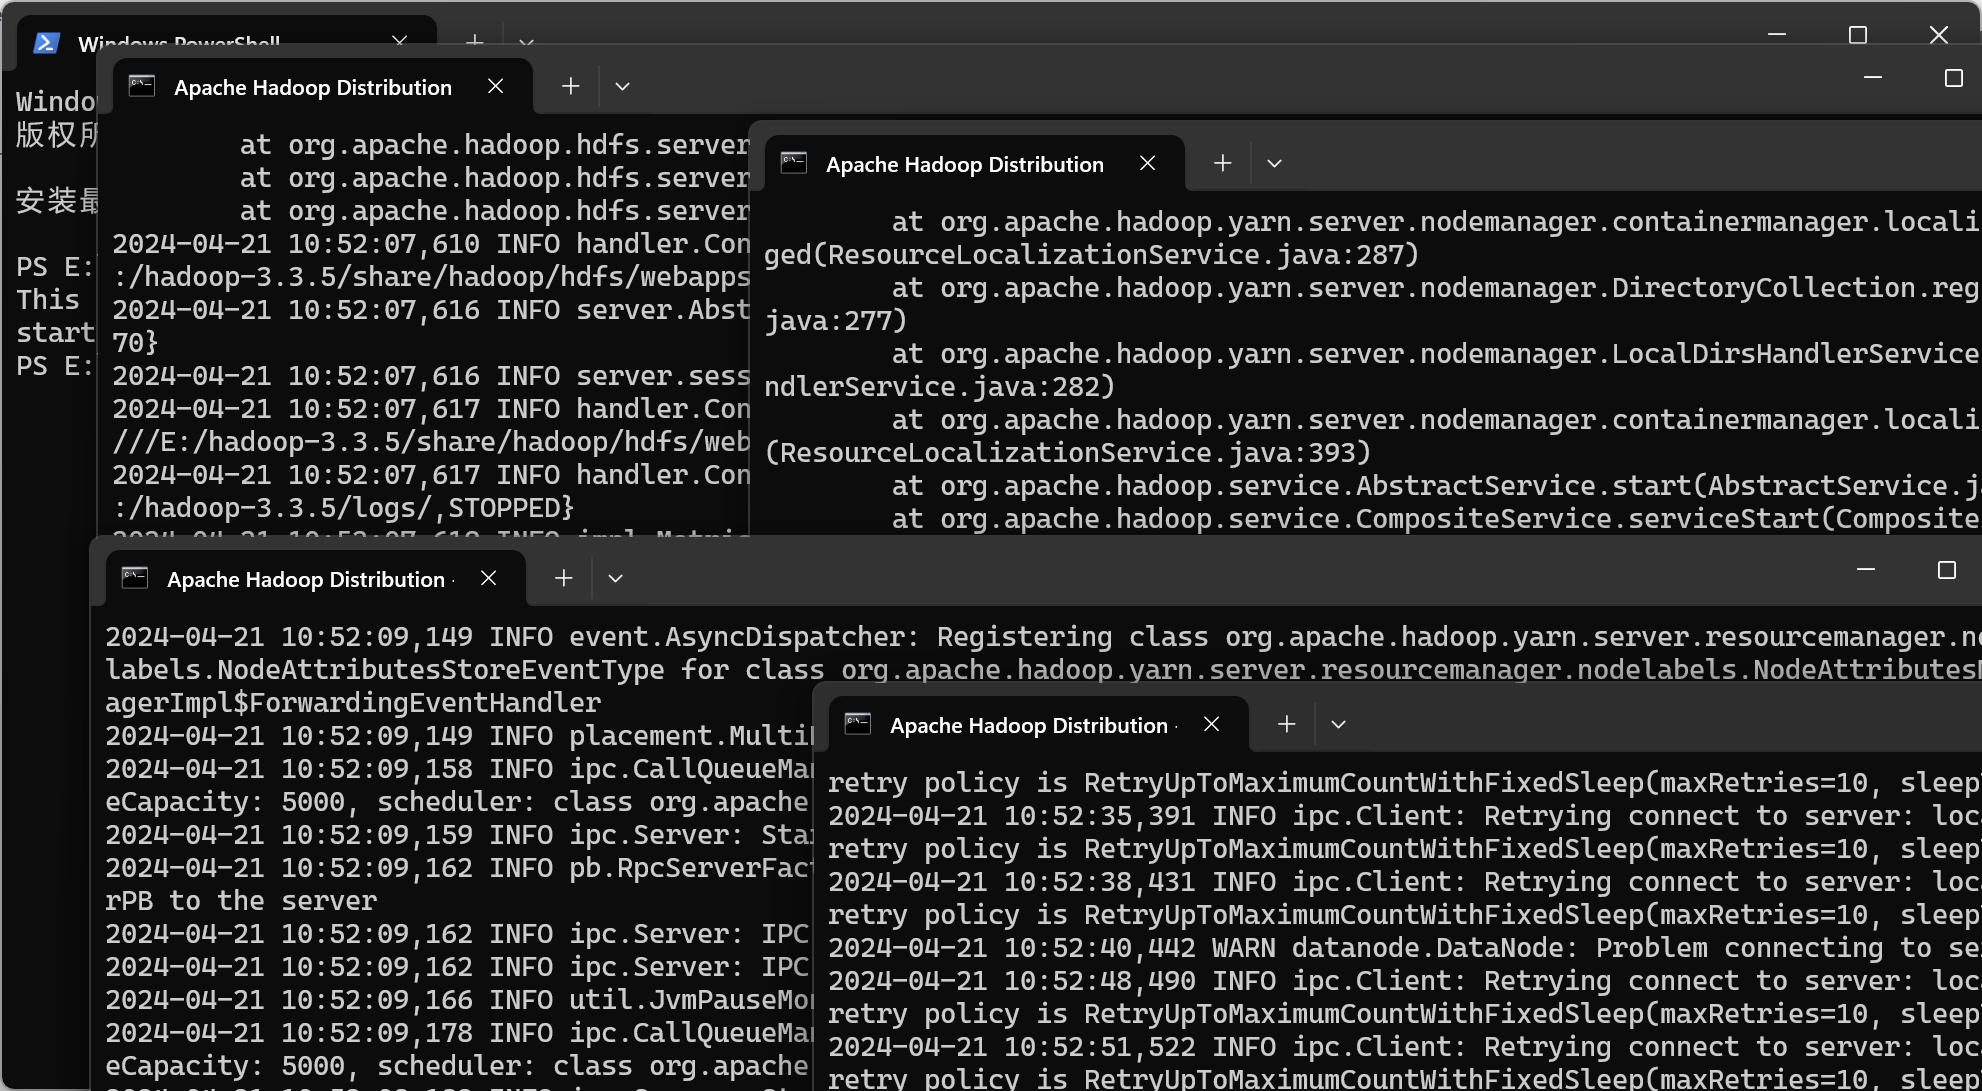 Windows PowerShell
版权所
安装最
PS E:
This
start
PS E:
Apache Hadoop Distribution
at org.apache.hadoop.hdfs.server
at org.apache.hadoop.hdfs.server
at org.apache.hadoop.hdfs.server
2024-04-21 10:52:07,610 INFO handler.Con
:/hadoop-3.3.5/share/hadoop/hdfs/webapps
2024-04-21 10:52:07,616 INFO server.Abst
70}
2024-04-21 10:52:07,616 INFO server.sess
2024-04-21 10:52:07,617 INFO handler.Con
///E:/hadoop-3.3.5/share/hadoop/hdfs/web
2024-04-21 10:52:07,617 INFO handler.Con
:/hadoop-3.3.5/logs/,STOPPED}
Apache Hadoop Distribution
at org.apache.hadoop.yarn.server.nodemanager.containermanager.locali
ged(ResourceLocalizationService.java:287)
at org.apache.hadoop.yarn.server.nodemanager.DirectoryCollection.reg
java:277)
at org.apache.hadoop.yarn.server.nodemanager.LocalDirsHandlerService
ndlerService.java:282)
at org.apache.hadoop.yarn.server.nodemanager.containermanager.locali
(ResourceLocalizationService.java:393)
at org.apache.hadoop.service.AbstractService.start(AbstractService.j
at org.apache.hadoop.service.CompositeService.serviceStart(Composite
Apache Hadoop Distribution
2024-04-21 10:52:09,149 INFO event.AsyncDispatcher: Registering class org.apache.hadoop.yarn.server.resourcemanager.no
labels.NodeAttributesStoreEventType for class org.apache.hadoop.yarn.server.resourcemanager.nodelabels.NodeAttributesM
agerImpl$ForwardingEventHandler
2024-04-21 10:52:09,149 INFO placement.Multi
2024-04-21 10:52:09,158 INFO ipc.CallQueueMan
eCapacity: 5000, scheduler: class org.apache
2024-04-21 10:52:09,159 INFO ipc.Server: Star
2024-04-21 10:52:09,162 INFO pb.RpcServerFact
rPB to the server
2024-04-21 10:52:09,162 INFO ipc.Server: IPC
2024-04-21 10:52:09,162 INFO ipc.Server: IPC
2024-04-21 10:52:09,166 INFO util.JvmPauseMon
2024-04-21 10:52:09,178 INFO ipc.CallQueueMan
eCapacity: 5000, scheduler: class org.apache
Apache Hadoop Distribution
retry policy is RetryUpToMaximumCountWithFixedSleep(maxRetries=10, sleep
2024-04-21 10:52:35,391 INFO ipc.Client: Retrying connect to server: loca
retry policy is RetryUpToMaximumCountWithFixedSleep(maxRetries=10, sleep
2024-04-21 10:52:38,431 INFO ipc.Client: Retrying connect to server: loca
retry policy is RetryUpToMaximumCountWithFixedSleep(maxRetries=10, sleep
2024-04-21 10:52:40,442 WARN datanode.DataNode: Problem connecting to se
2024-04-21 10:52:48,490 INFO ipc.Client: Retrying connect to server: loca
retry policy is RetryUpToMaximumCountWithFixedSleep(maxRetries=10, sleep
2024-04-21 10:52:51,522 INFO ipc.Client: Retrying connect to server: loca
retry policy is RetryUpToMaximumCountWithFixedSleep(maxRetries=10, sleep